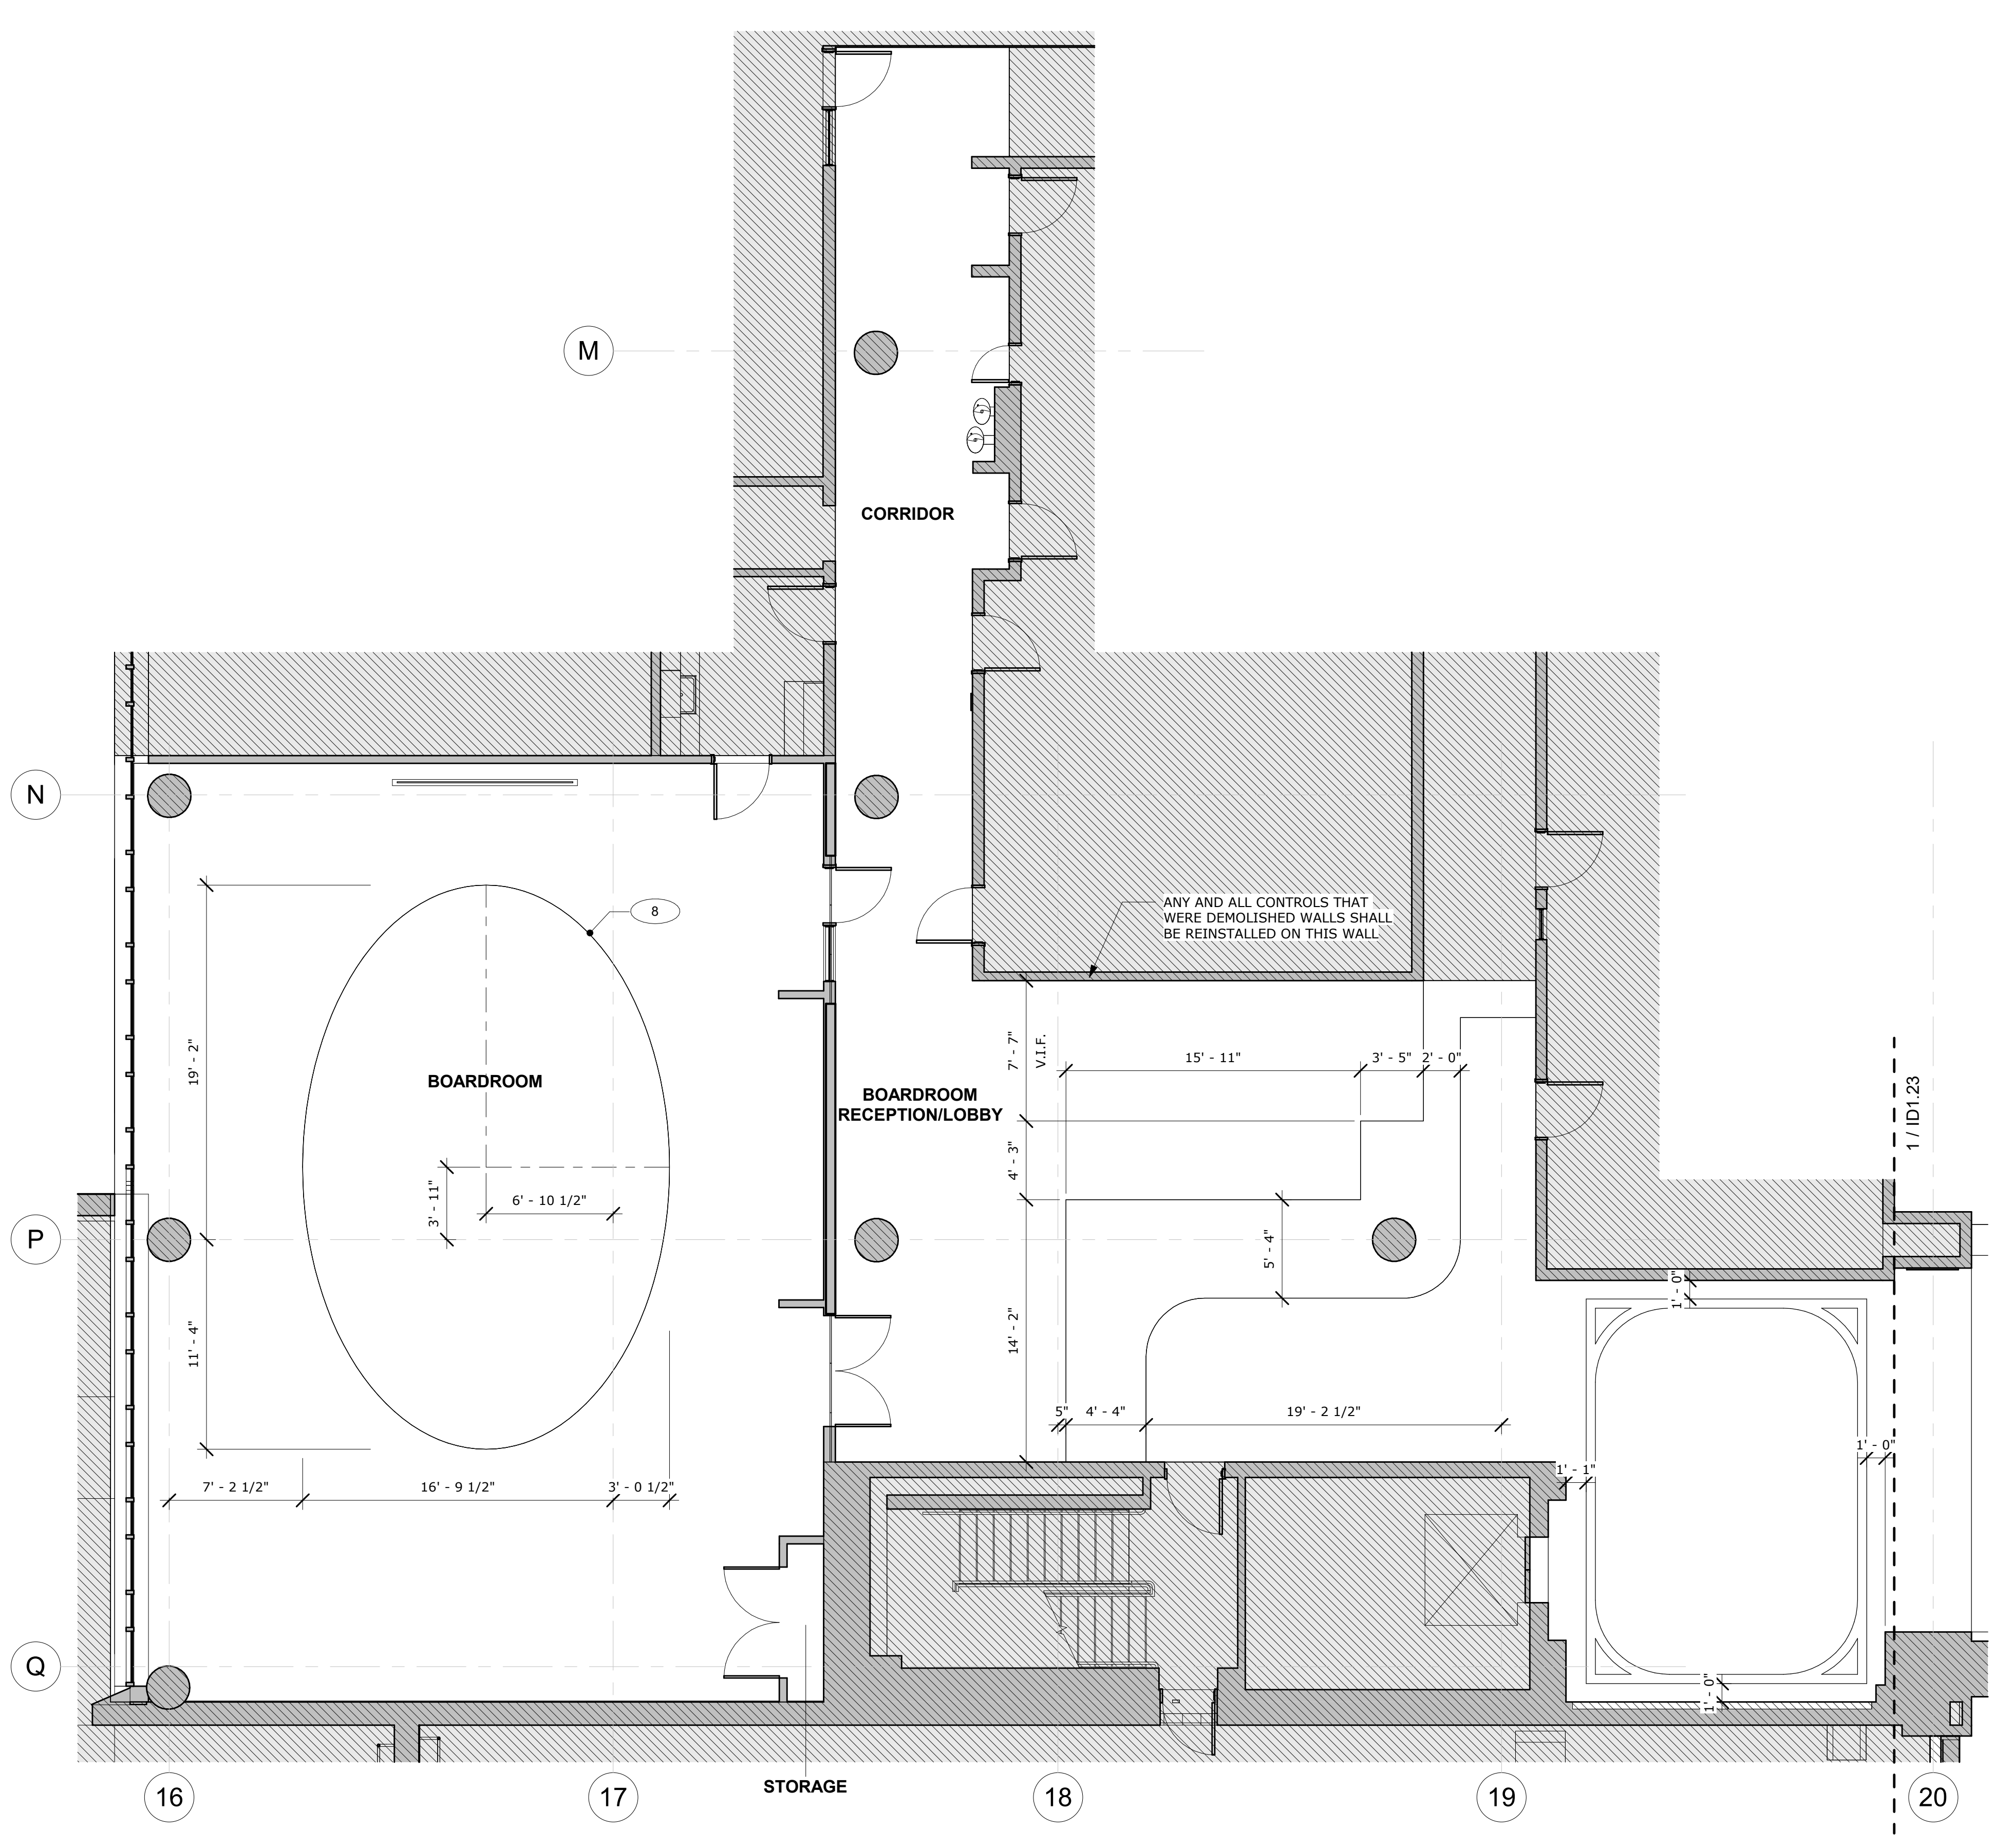 M
CORRIDOR
N
8
ANY AND ALL CONTROLS THAT
WERE DEMOLISHED WALLS SHALL
BE REINSTALLED ON THIS WALL
19' - 2"
7' - 7"
V.I.F.
15' - 11"
3' - 5"
2' - 0"
BOARDROOM
BOARDROOM
RECEPTION/LOBBY
1 / ID1.23
4' - 3"
3' - 11"
6' - 10 1/2"
P
5' - 4"
1' - 0"
11' - 4"
14' - 2"
5"
4' - 4"
19' - 2 1/2"
1' - 0"
1' - 1"
7' - 2 1/2"
16' - 9 1/2"
3' - 0 1/2"
Q
1' - 0"
STORAGE
16
17
18
19
20